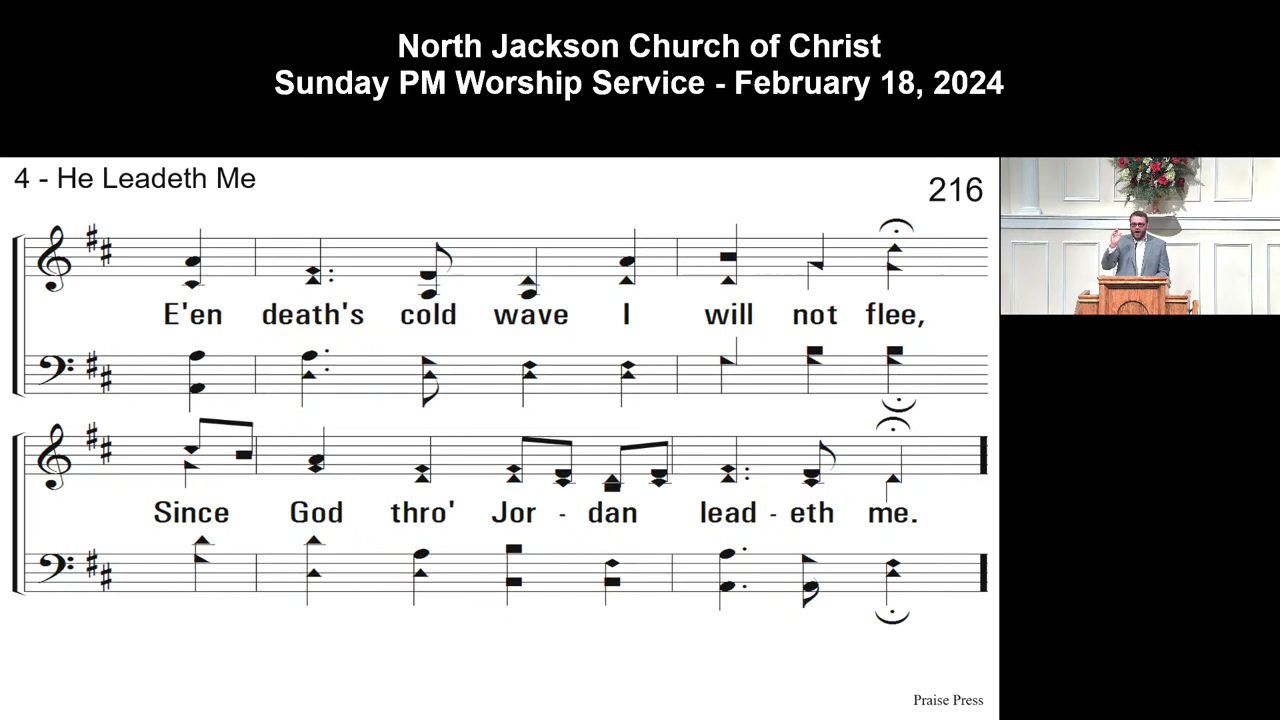 North Jackson Church of Christ
Sunday PM Worship Service - February 18, 2024
4 - He Leadeth Me
216
E'en death's cold wave I will not flee,
Since God thro' Jor - dan lead - eth me.
Praise Press